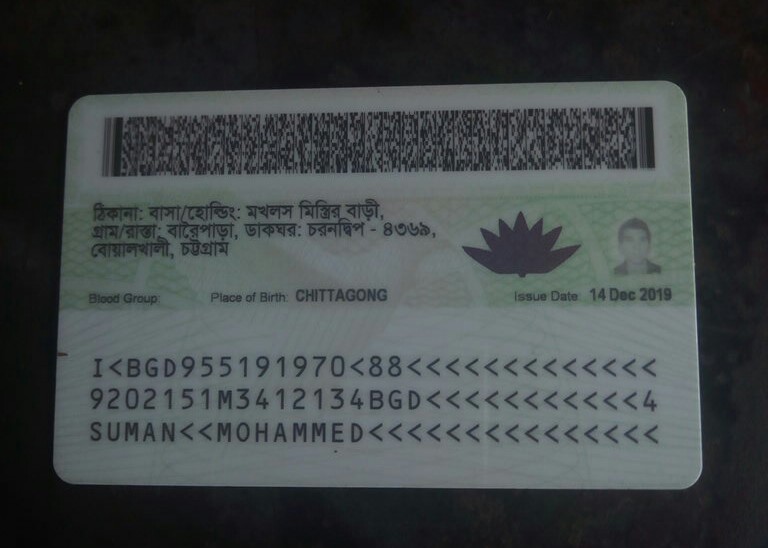 ঠিকানা: বাসা/হোল্ডিং: মখলস মিস্ত্রির বাড়ী,
গ্রাম/রাস্তা: বারৈপাড়া, ডাকঘর: চরনদ্বিপ - ৪৩৬৯,
বোয়ালখালী, চট্টগ্রাম
Blood Group: Place of Birth: CHITTAGONG Issue Date: 14 Dec 2019
I<BGD955191970<88<<<<<<<<<<<<<
9202151M3412134BGD<<<<<<<<<<<4
SUMAN<<MOHAMMED<<<<<<<<<<<<<<<